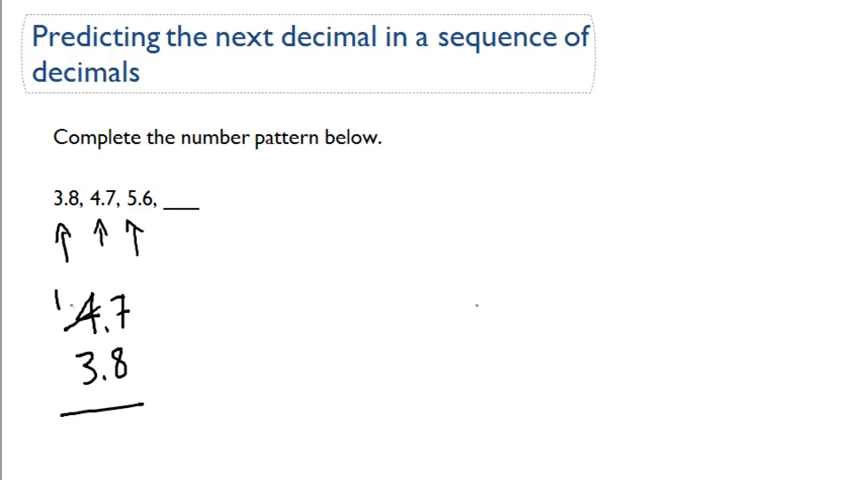 Predicting the next decimal in a sequence of
decimals
Complete the number pattern below.
3.8, 4.7, 5.6, ___
1 4.7
3.8